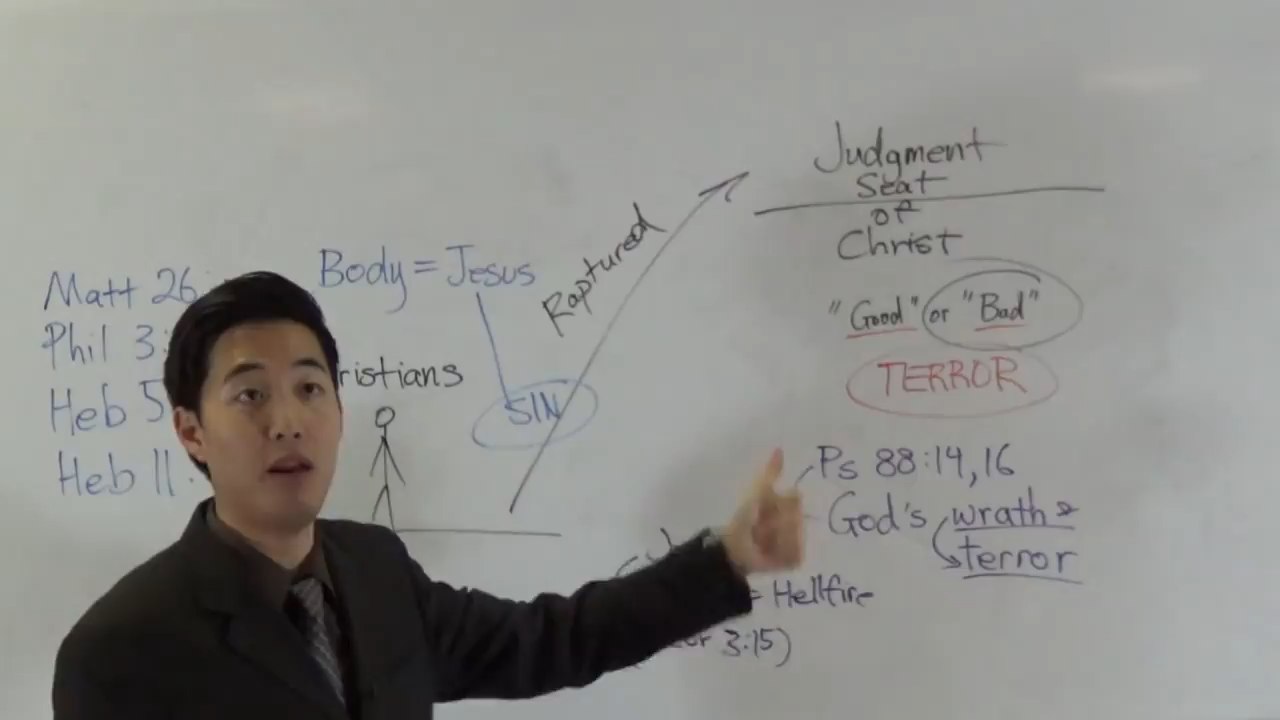 Judgment
Seat
of
Christ
"Good" or "Bad"
TERROR
Ps 88:14,16
God's wrath &
terror
= Hellfire
3:15)
Raptured
Body = Jesus
SIN
ristians
Matt 26
Phil 3:
Heb 5
Heb 11